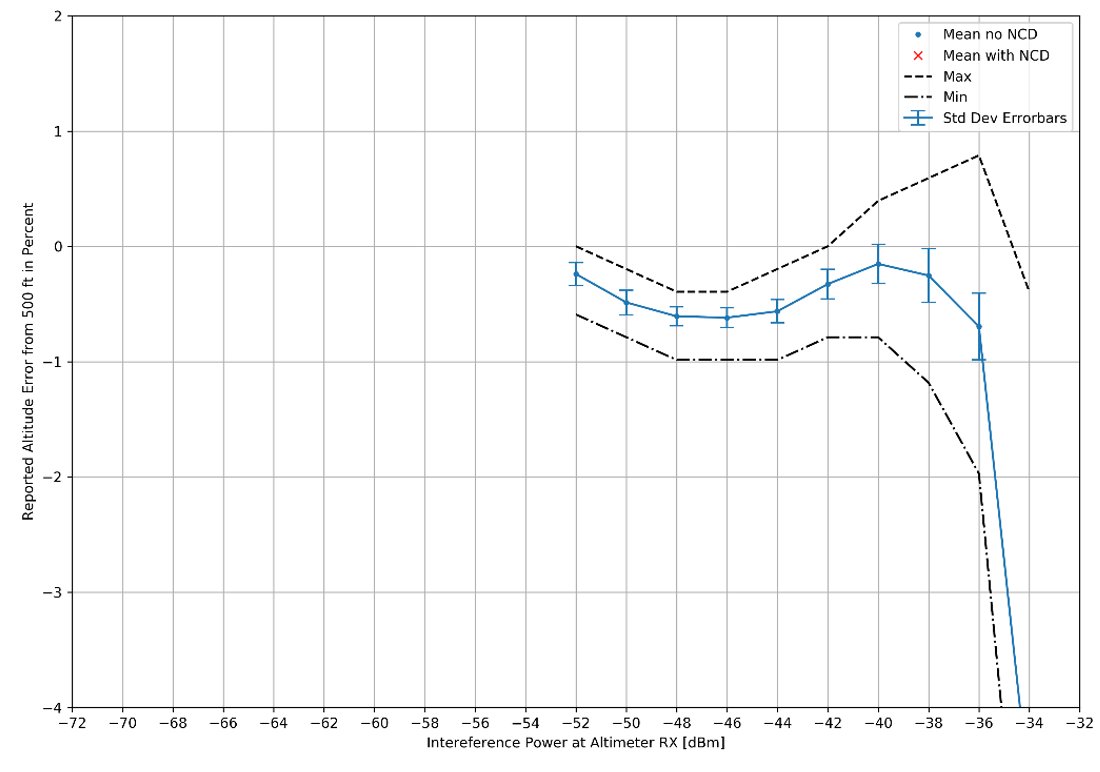 2
1
0
−1
−2
−3
−4
Reported Altitude Error from 500 ft in Percent
Mean no NCD
Mean with NCD
Max
Min
Std Dev Errorbars
−72 −70 −68 −66 −64 −62 −60 −58 −56 −54 −52 −50 −48 −46 −44 −42 −40 −38 −36 −34 −32
Intereference Power at Altimeter RX [dBm]